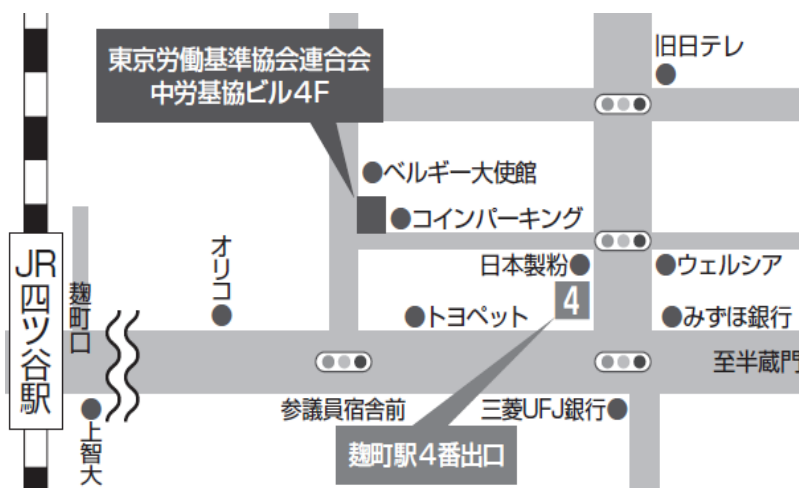 東京労働基準協会連合会
中労基協ビル4F
旧日テレ
ベルギー大使館
コインパーキング
JR四ツ谷駅
麹町口
オリコ
日本製粉
ウェルシア
4
トヨペット
みずほ銀行
至半蔵門
参議員宿舎前
三菱UFJ銀行
上智大
麹町駅4番出口